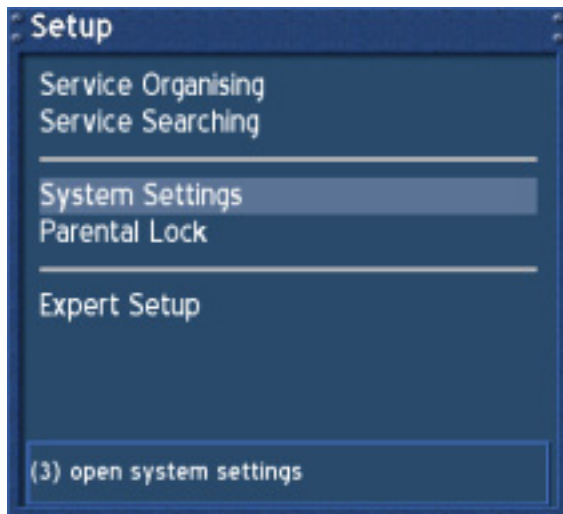 Setup
Service Organising
Service Searching
System Settings
Parental Lock
Expert Setup
(3) open system settings